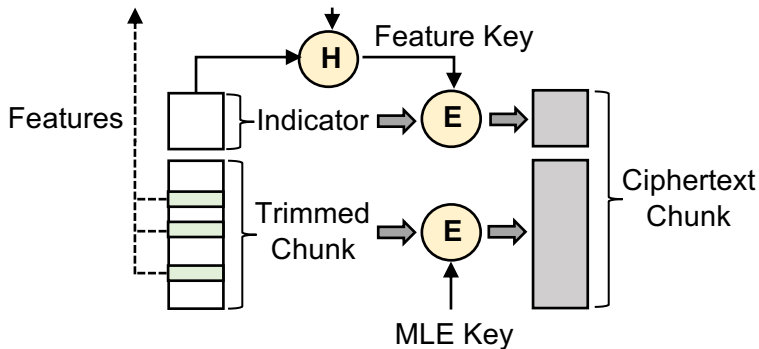 H
Feature Key
Features
Indicator
E
Ciphertext
Chunk
Trimmed
Chunk
E
MLE Key